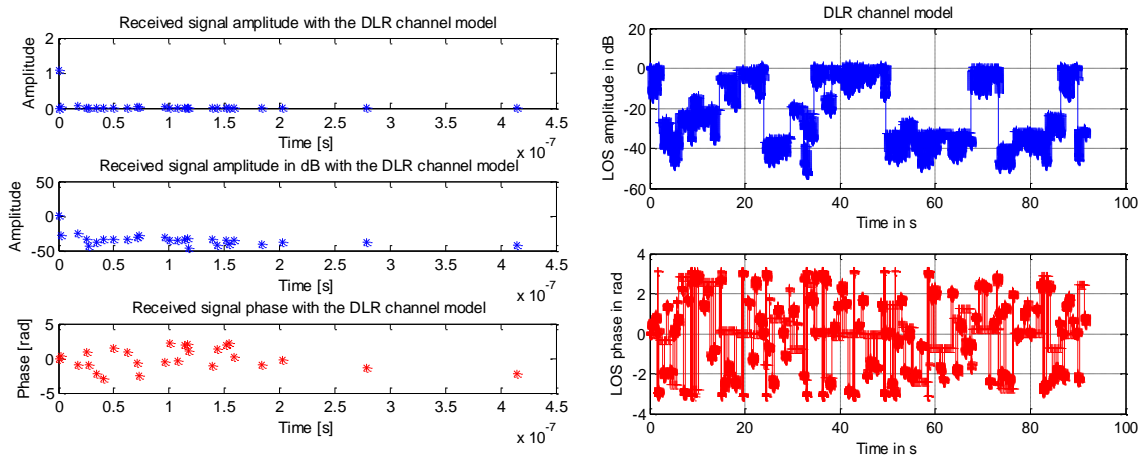 Received signal amplitude with the DLR channel model
Amplitude
2
1
0
0 0.5 1 1.5 2 2.5 3 3.5 4 4.5
Time [s]
x 10^-7
Received signal amplitude in dB with the DLR channel model
Amplitude
50
0
-50
0 0.5 1 1.5 2 2.5 3 3.5 4 4.5
Time [s]
x 10^-7
Received signal phase with the DLR channel model
Phase [rad]
5
0
-5
0 0.5 1 1.5 2 2.5 3 3.5 4 4.5
Time [s]
x 10^-7
DLR channel model
LOS amplitude in dB
20
0
-20
-40
-60
0 20 40 60 80 100
Time in s
LOS phase in rad
4
2
0
-2
-4
0 20 40 60 80 100
Time in s